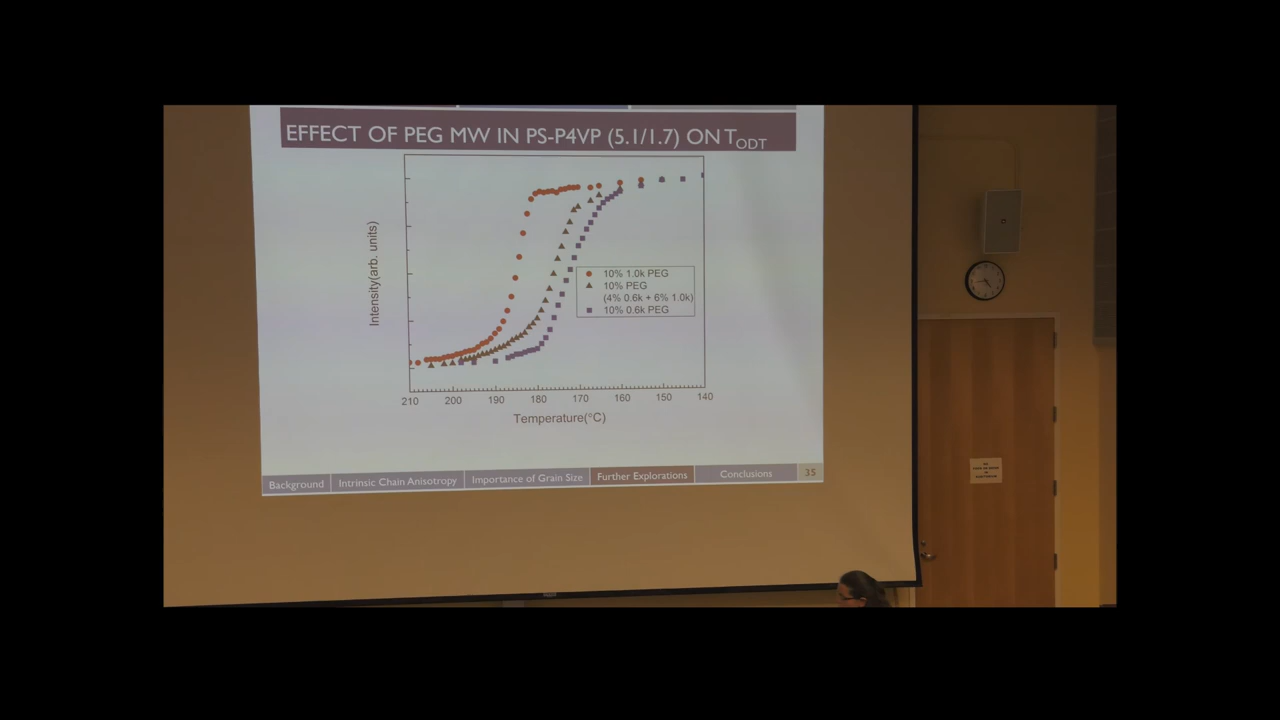 EFFECT OF PEG MW IN PS-P4VP (5.1/1.7) ON TODT
Intensity(arb. units)
10% 1.0k PEG
10% PEG
(4% 0.6k + 6% 1.0k)
10% 0.6k PEG
210 200 190 180 170 160 150 140
Temperature(°C)
Background Intrinsic Chain Anisotropy Importance of Grain Size Further Explorations Conclusions 35